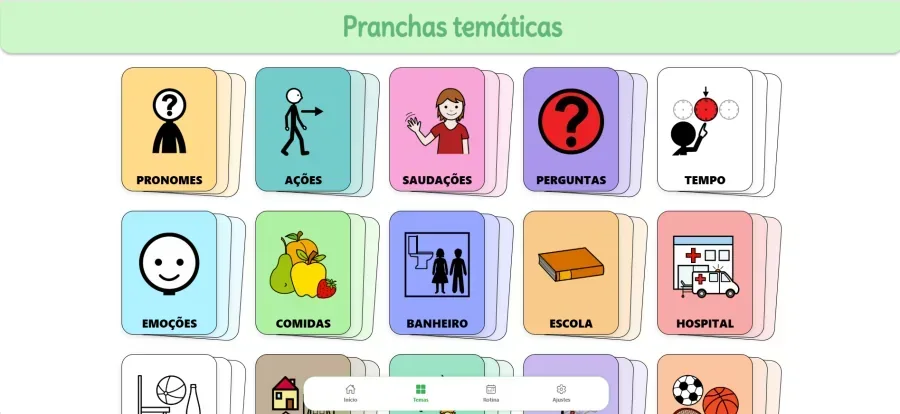 Pranchas temáticas
?
?
PRONOMES
AÇÕES
SAUDAÇÕES
PERGUNTAS
TEMPO
EMOÇÕES
COMIDAS
BANHEIRO
ESCOLA
HOSPITAL
Início
Temas
Rotina
Ajustes